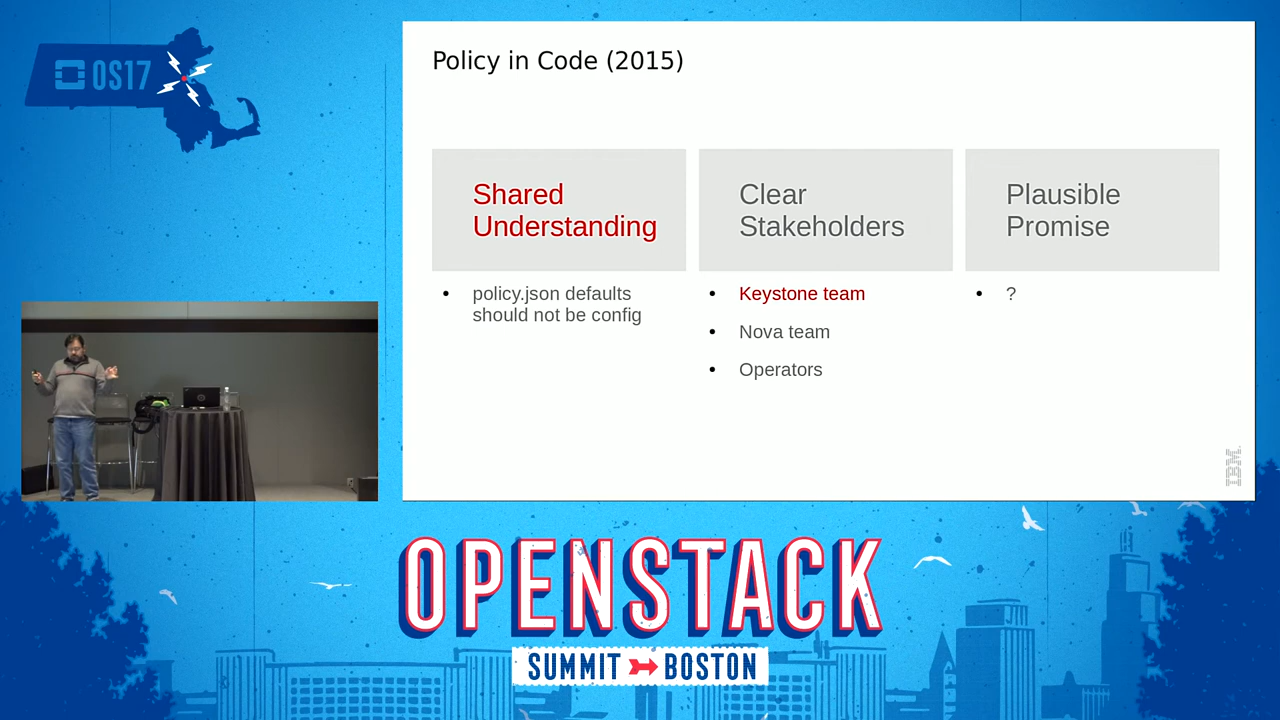 OS17
Policy in Code (2015)
Shared
Understanding
Clear
Stakeholders
Plausible
Promise
• policy.json defaults
should not be config
• Keystone team
• Nova team
• Operators
• ?
IBM
OPENSTACK
SUMMIT BOSTON